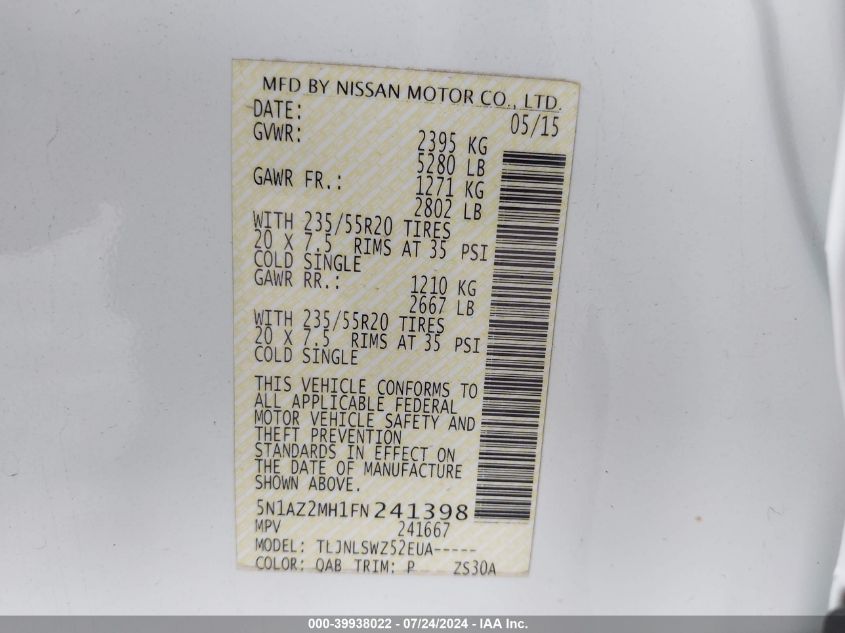 MFD BY NISSAN MOTOR CO., LTD.
DATE: 05/15
GVWR: 2395 KG
5280 LB
GAWR FR.: 1271 KG
2802 LB
WITH 235/55R20 TIRES
20 X 7.5 RIMS AT 35 PSI
COLD SINGLE
GAWR RR.: 1210 KG
2667 LB
WITH 235/55R20 TIRES
20 X 7.5 RIMS AT 35 PSI
COLD SINGLE
THIS VEHICLE CONFORMS TO
ALL APPLICABLE FEDERAL
MOTOR VEHICLE SAFETY AND
THEFT PREVENTION
STANDARDS IN EFFECT ON
THE DATE OF MANUFACTURE
SHOWN ABOVE.
5N1AZ2MH1FN241398
MPV 241667
MODEL: TLJNLSWZ52EUA-----
COLOR: QAB TRIM: P ZS30A
000-39938022 - 07/24/2024 - IAA Inc.